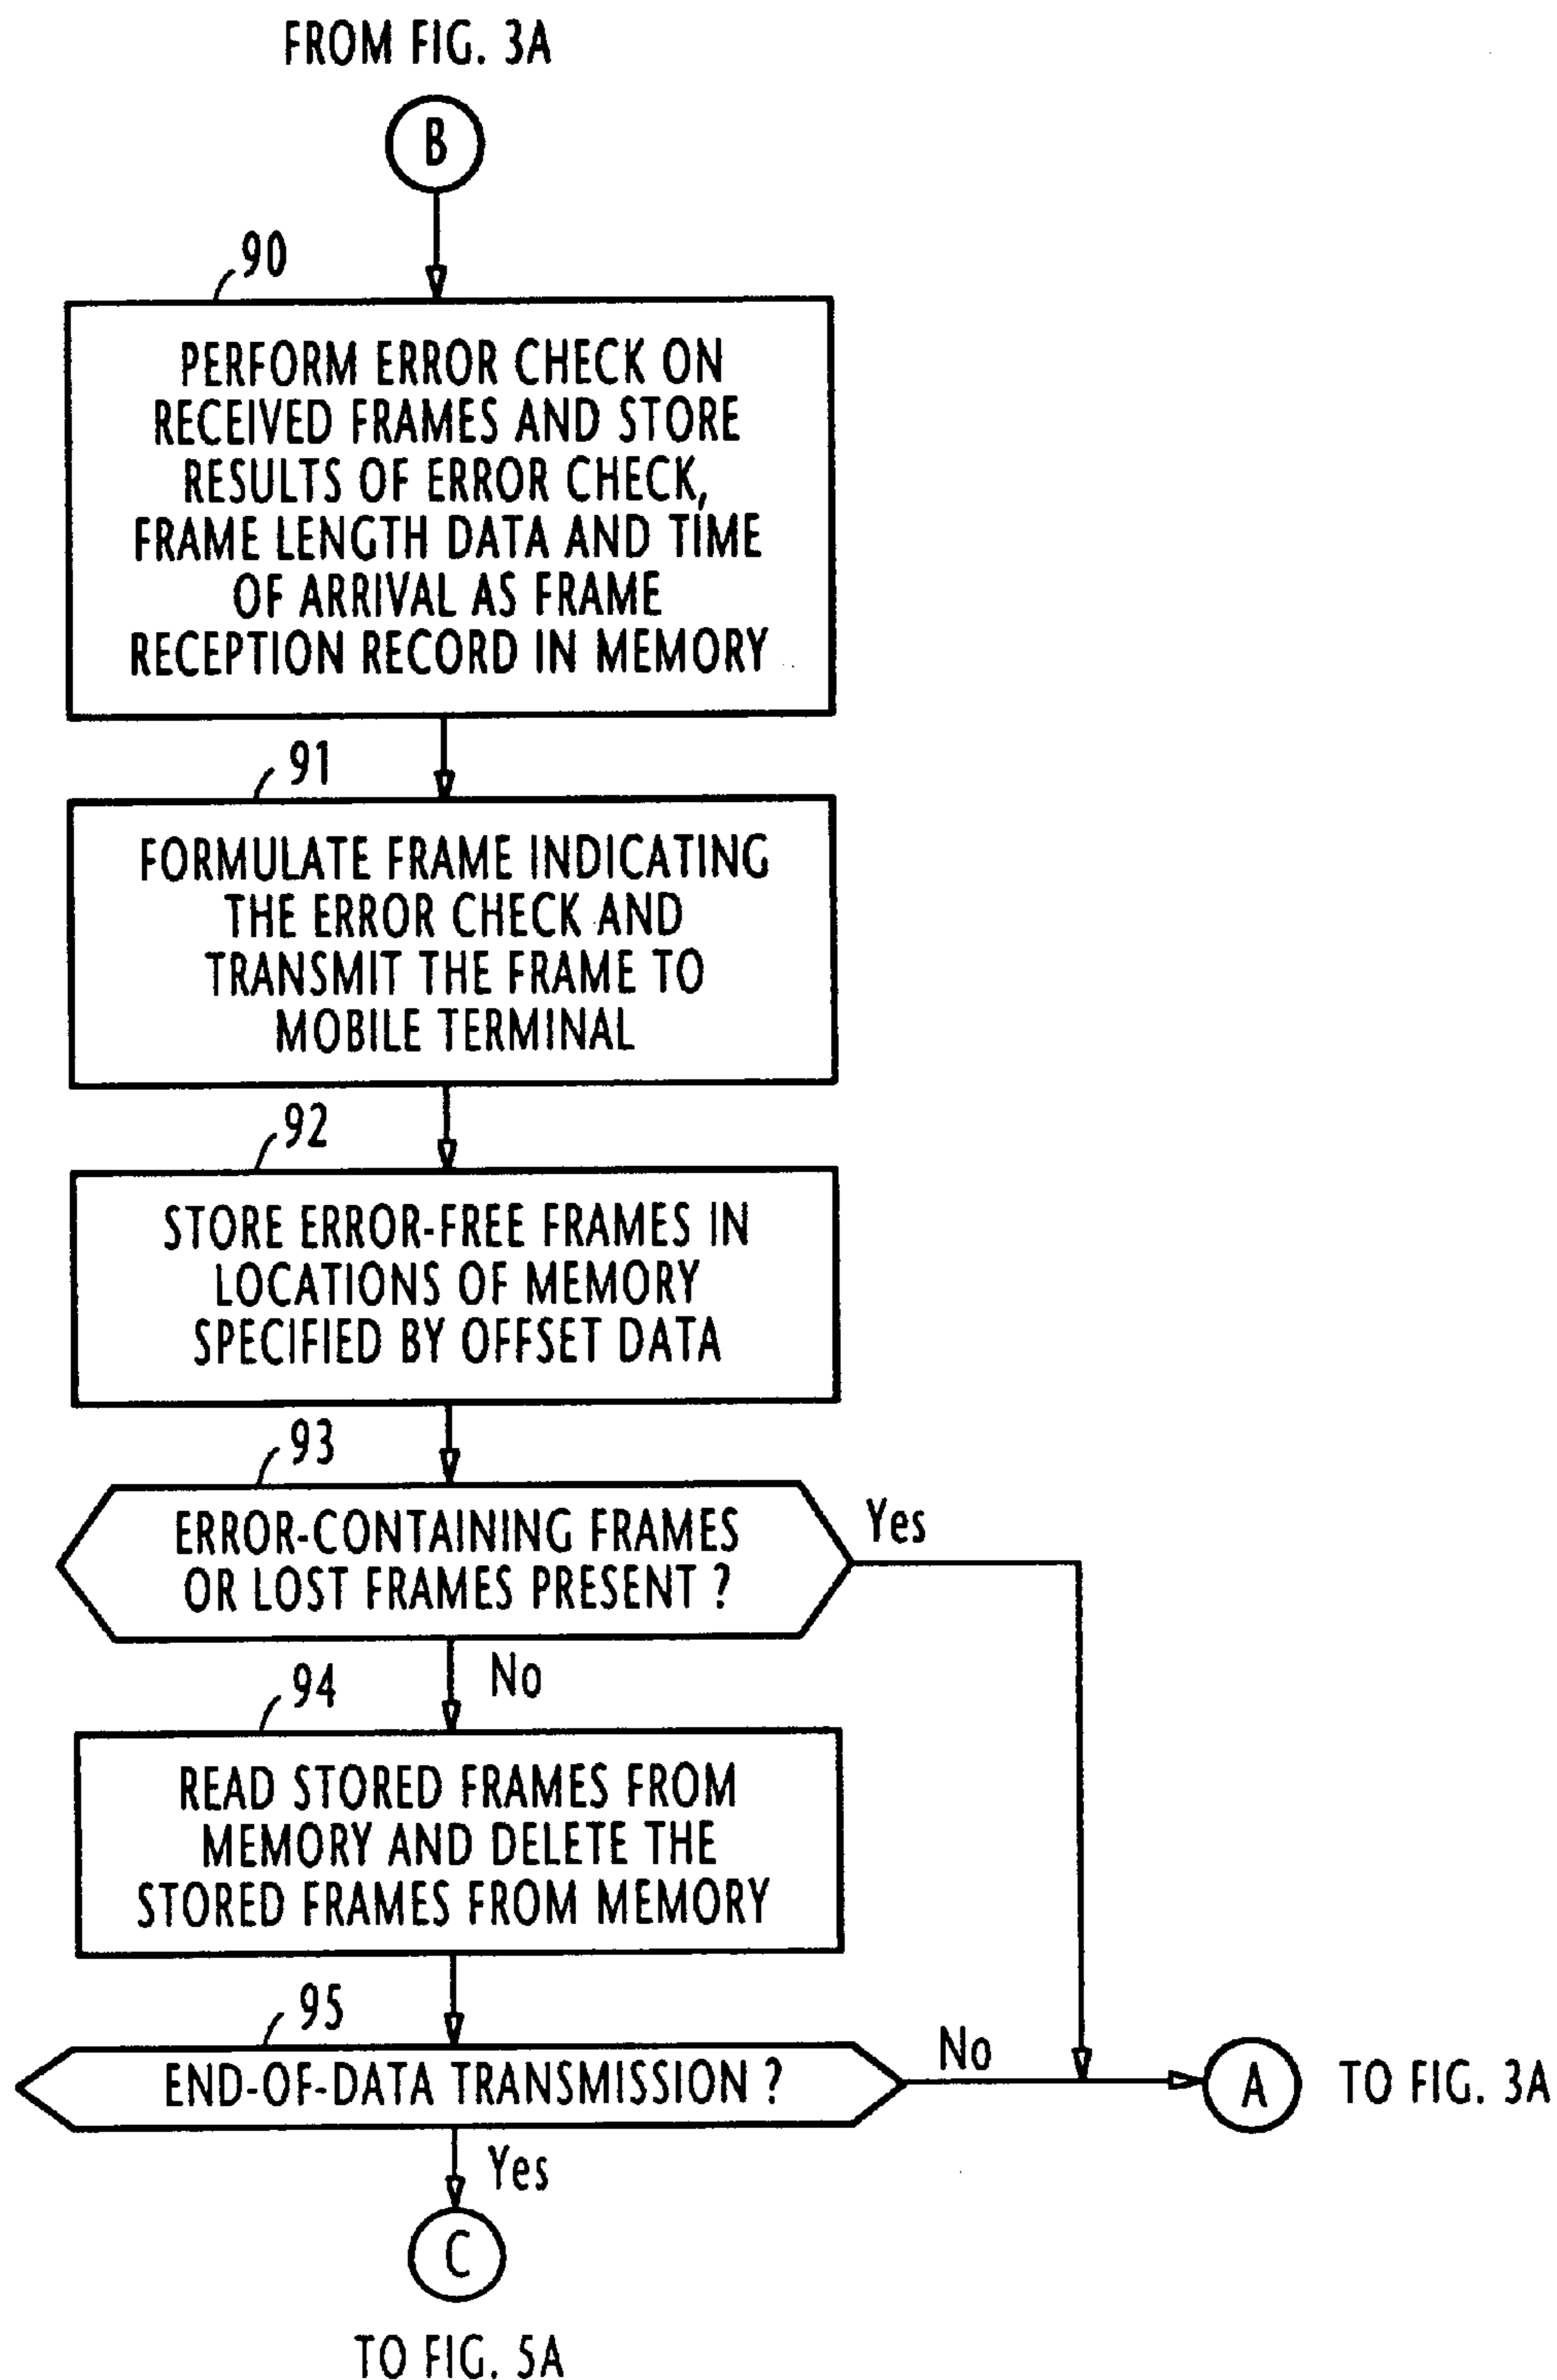 FROM FIG. 3A
B
90
PERFORM ERROR CHECK ON
RECEIVED FRAMES AND STORE
RESULTS OF ERROR CHECK,
FRAME LENGTH DATA AND TIME
OF ARRIVAL AS FRAME
RECEPTION RECORD IN MEMORY
91
FORMULATE FRAME INDICATING
THE ERROR CHECK AND
TRANSMIT THE FRAME TO
MOBILE TERMINAL
92
STORE ERROR-FREE FRAMES IN
LOCATIONS OF MEMORY
SPECIFIED BY OFFSET DATA
93
ERROR-CONTAINING FRAMES
OR LOST FRAMES PRESENT ?
Yes
No
94
READ STORED FRAMES FROM
MEMORY AND DELETE THE
STORED FRAMES FROM MEMORY
95
END-OF-DATA TRANSMISSION ?
No
A
TO FIG. 3A
Yes
C
TO FIG. 5A